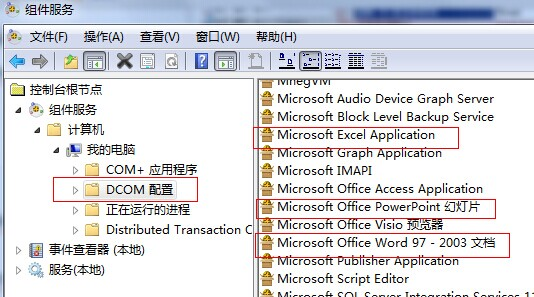 组件服务
文件(F) 操作(A) 查看(V) 窗口(W) 帮助(H)
控制台根节点
组件服务
计算机
我的电脑
COM+ 应用程序
DCOM 配置
正在运行的进程
Distributed Transaction C
事件查看器 (本地)
服务(本地)
MinegVM
Microsoft Audio Device Graph Server
Microsoft Block Level Backup Service
Microsoft Excel Application
Microsoft Graph Application
Microsoft IMAPI
Microsoft Office Access Application
Microsoft Office PowerPoint 幻灯片
Microsoft Office Visio 预览器
Microsoft Office Word 97 - 2003 文档
Microsoft Publisher Application
Microsoft Script Editor
Microsoft SQL Server Integration Services 11